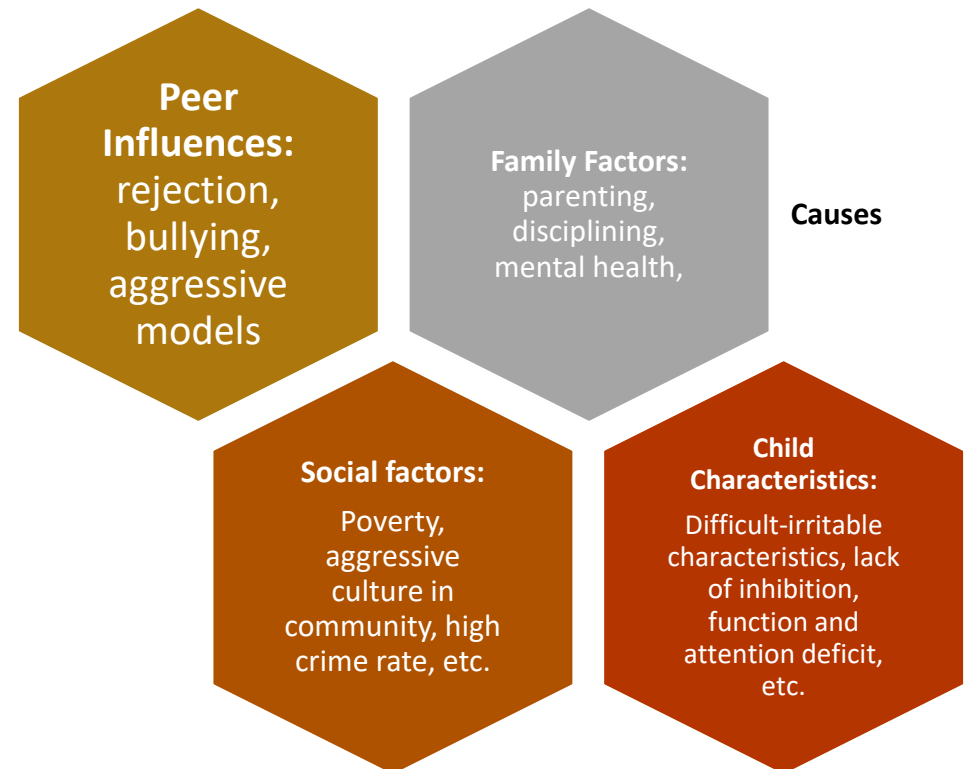 Peer
Influences:
rejection,
bullying,
aggressive
models
Family Factors:
parenting,
disciplining,
mental health,
Causes
Social factors:
Poverty,
aggressive
culture in
community, high
crime rate, etc.
Child
Characteristics:
Difficult-irritable
characteristics, lack
of inhibition,
function and
attention deficit,
etc.